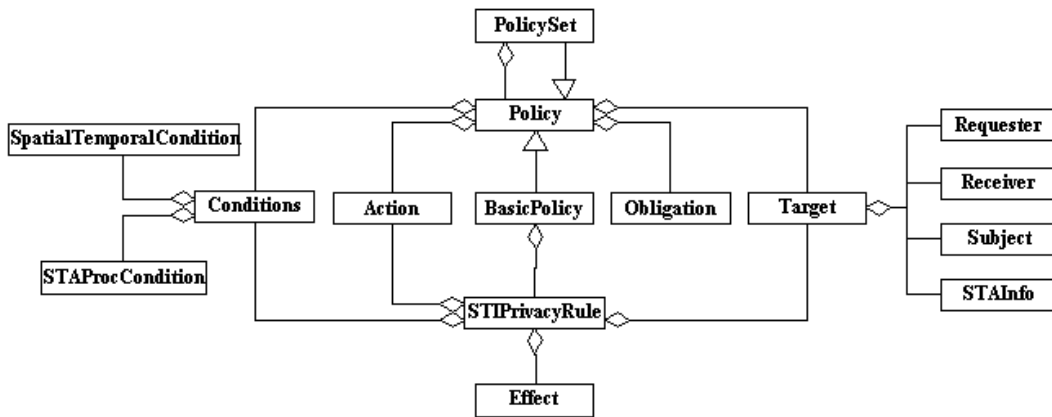 PolicySet
Policy
SpatialTemporalCondition
Requester
Conditions
Action
BasicPolicy
Obligation
Target
Receiver
Subject
STAProcCondition
STAInfo
STIPrivacyRule
Effect